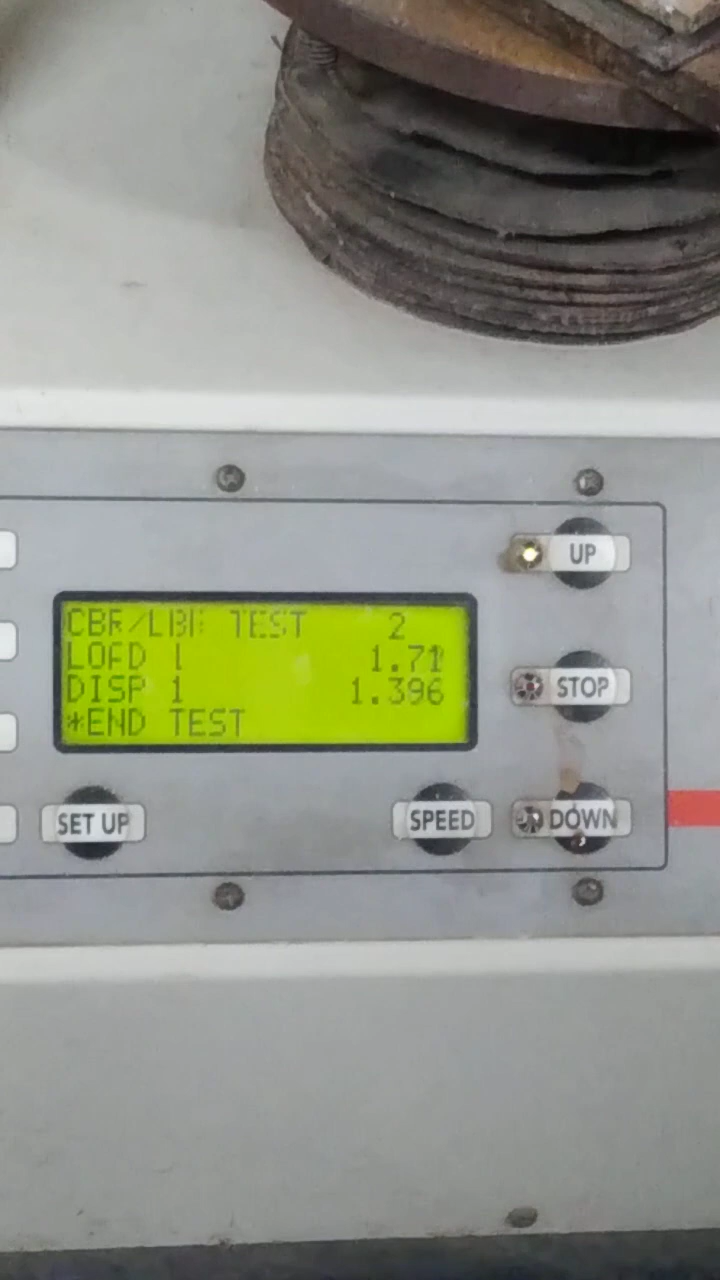 CBR/LBR TEST 2
LOAD 1 1.71
DISP 1 1.396
*END TEST
UP
STOP
SET UP
SPEED
DOWN